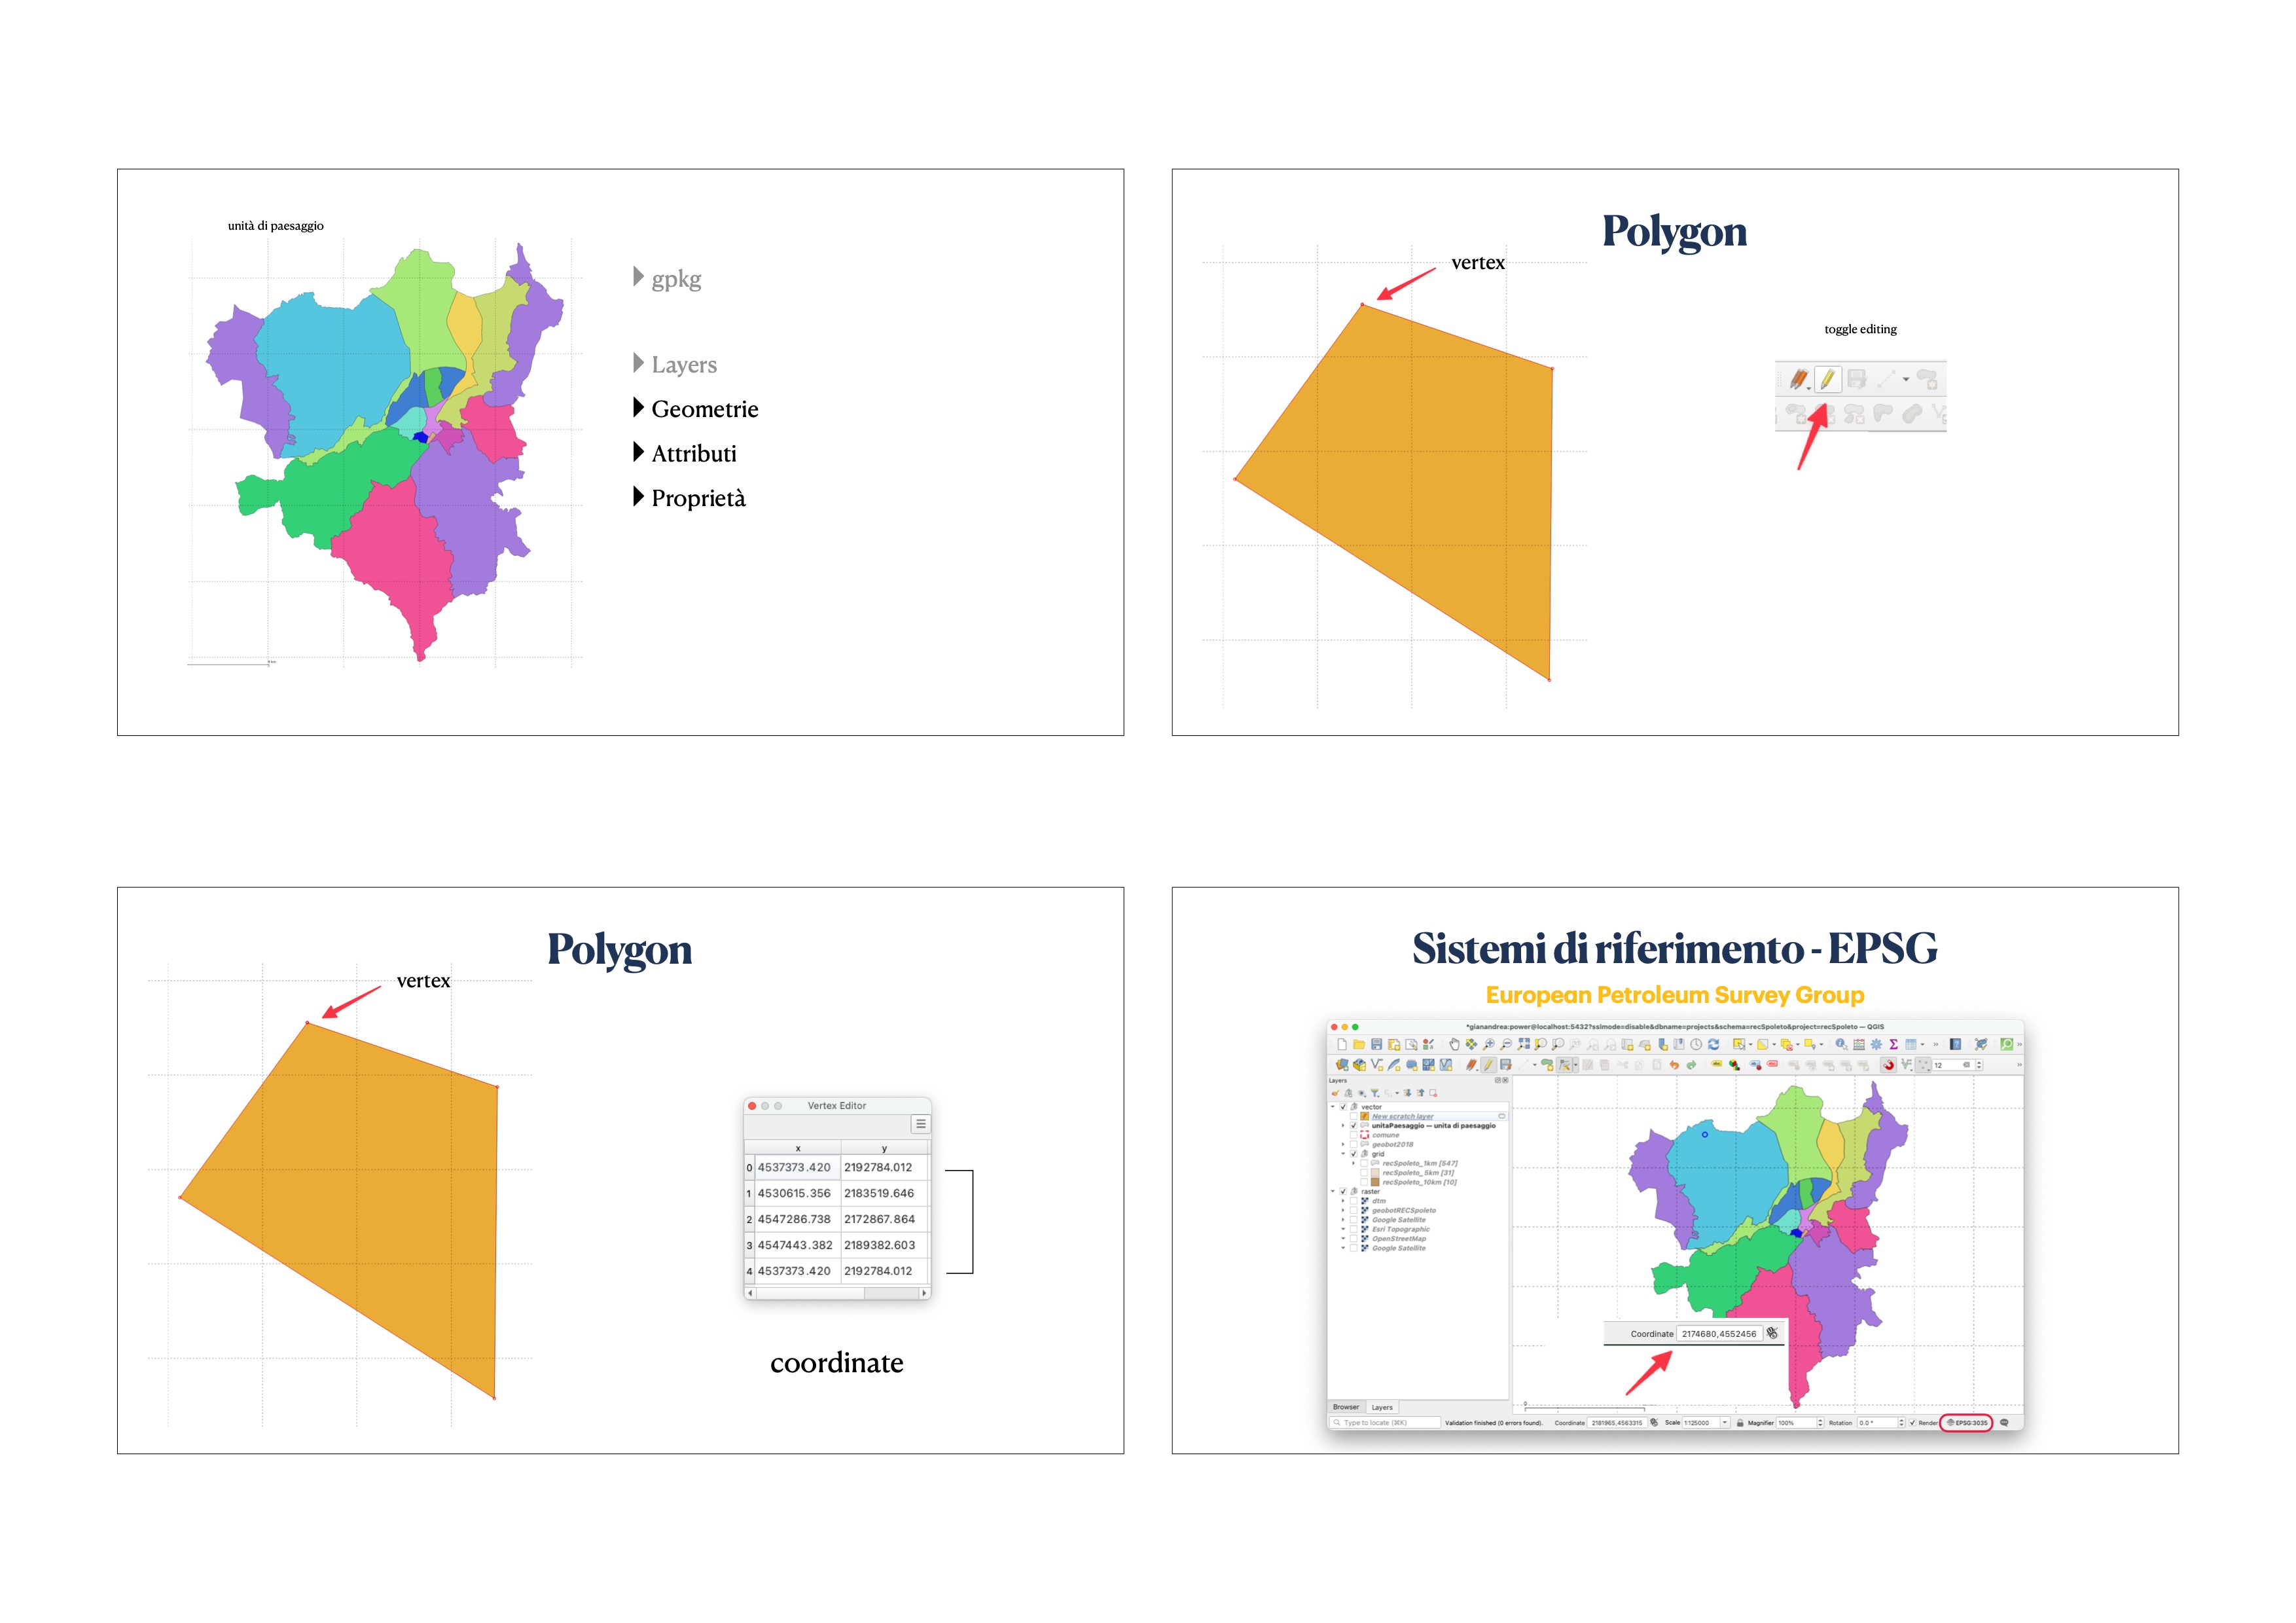 unità di paesaggio
gpkg
Layers
Geometrie
Attributi
Proprietà
Polygon
vertex
toggle editing
Polygon
vertex
Vertex Editor
x y
0 4537373.420 2192784.012
1 4530615.356 2183519.646
2 4547286.738 2172867.864
3 4547443.382 2189382.603
4 4537373.420 2192784.012
coordinate
Sistemi di riferimento - EPSG
European Petroleum Survey Group
*gianandrea:power@localhost:5432?sslmode=disable&dbname=projects&schema=recSpoleto&project=recSpoleto — QGIS
12
Layers
vector
New scratch layer
unitaPaesaggio — unita di paesaggio
comune
geobot2018
grid
recSpoleto_1km [547]
recSpoleto_5km [31]
recSpoleto_10km [10]
raster
dtm
geobotRECSpoleto
Google Satellite
Esri Topographic
OpenStreetMap
Google Satellite
Coordinate 2174680,4552456
Browser Layers
Type to locate (⌘K) Validation finished (0 errors found). Coordinate 2181965,4563315 Scale 1:125000 Magnifier 100% Rotation 0.0 ° Render EPSG:3035